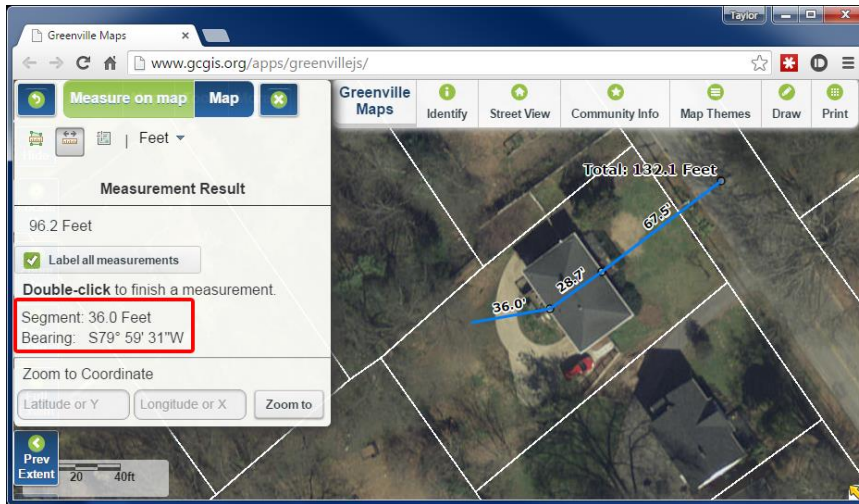 Taylor
Greenville Maps
www.gcgis.org/apps/greenvillejs/
Measure on map
Map
Greenville Maps
Identify
Street View
Community Info
Map Themes
Draw
Print
Feet
Measurement Result
96.2 Feet
Label all measurements
Double-click to finish a measurement.
Segment: 36.0 Feet
Bearing: S79° 59' 31"W
Zoom to Coordinate
Latitude or Y
Longitude or X
Zoom to
Total: 132.1 Feet
67.5'
28.7'
36.0'
Prev
Extent
20
40ft